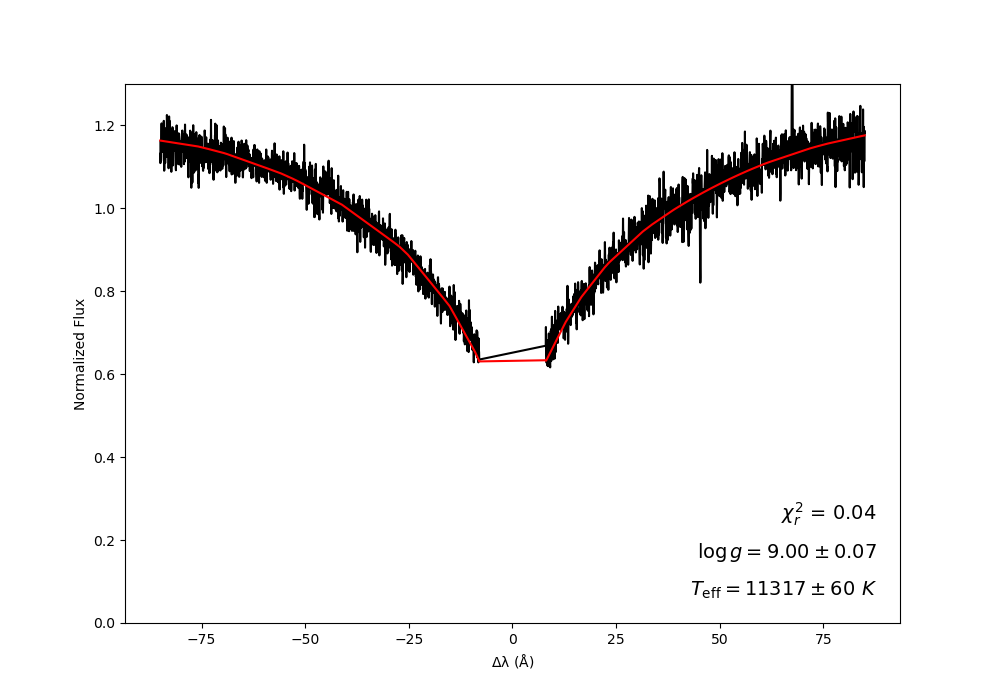 1.2
1.0
0.8
0.6
0.4
0.2
0.0
Normalized Flux
−75 −50 −25 0 25 50 75
Δλ (Å)
χ²ᵣ = 0.04
log g = 9.00 ± 0.07
T_eff = 11317 ± 60 K